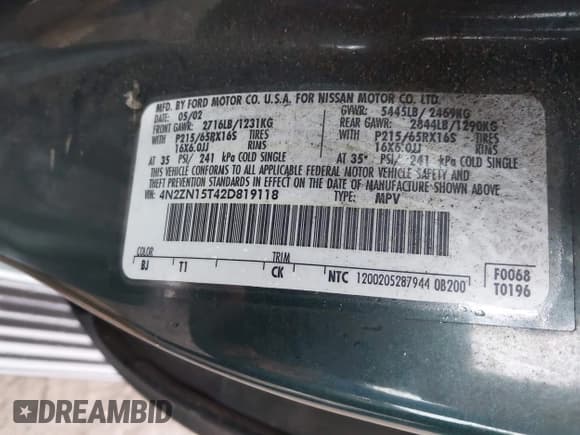 MFD. BY FORD MOTOR CO. U.S.A. FOR NISSAN MOTOR CO. LTD.
DATE: 05/02 GVWR: 5445LB / 2469KG
FRONT GAWR: 2716LB/1231KG REAR GAWR: 2844LB/1290KG
WITH P215/65RX16S TIRES WITH P215/65RX16S TIRES
16X6.0JJ RIMS 16X6.0JJ RIMS
AT 35 PSI/ 241 kPa COLD SINGLE AT 35" PSI/ 241 kPa COLD SINGLE
THIS VEHICLE CONFORMS TO ALL APPLICABLE FEDERAL MOTOR VEHICLE
THEFT PREVENTION STANDARDS IN EFFECT ON THE DATE OF MANUFACTURE SHOWN ABOVE
VIN: 4N2ZN15T42D819118 TYPE: MPV
COLOR TRIM
BJ T1 CK NTC 1200205287944 0B200
F0068
T0196
DREAMBID